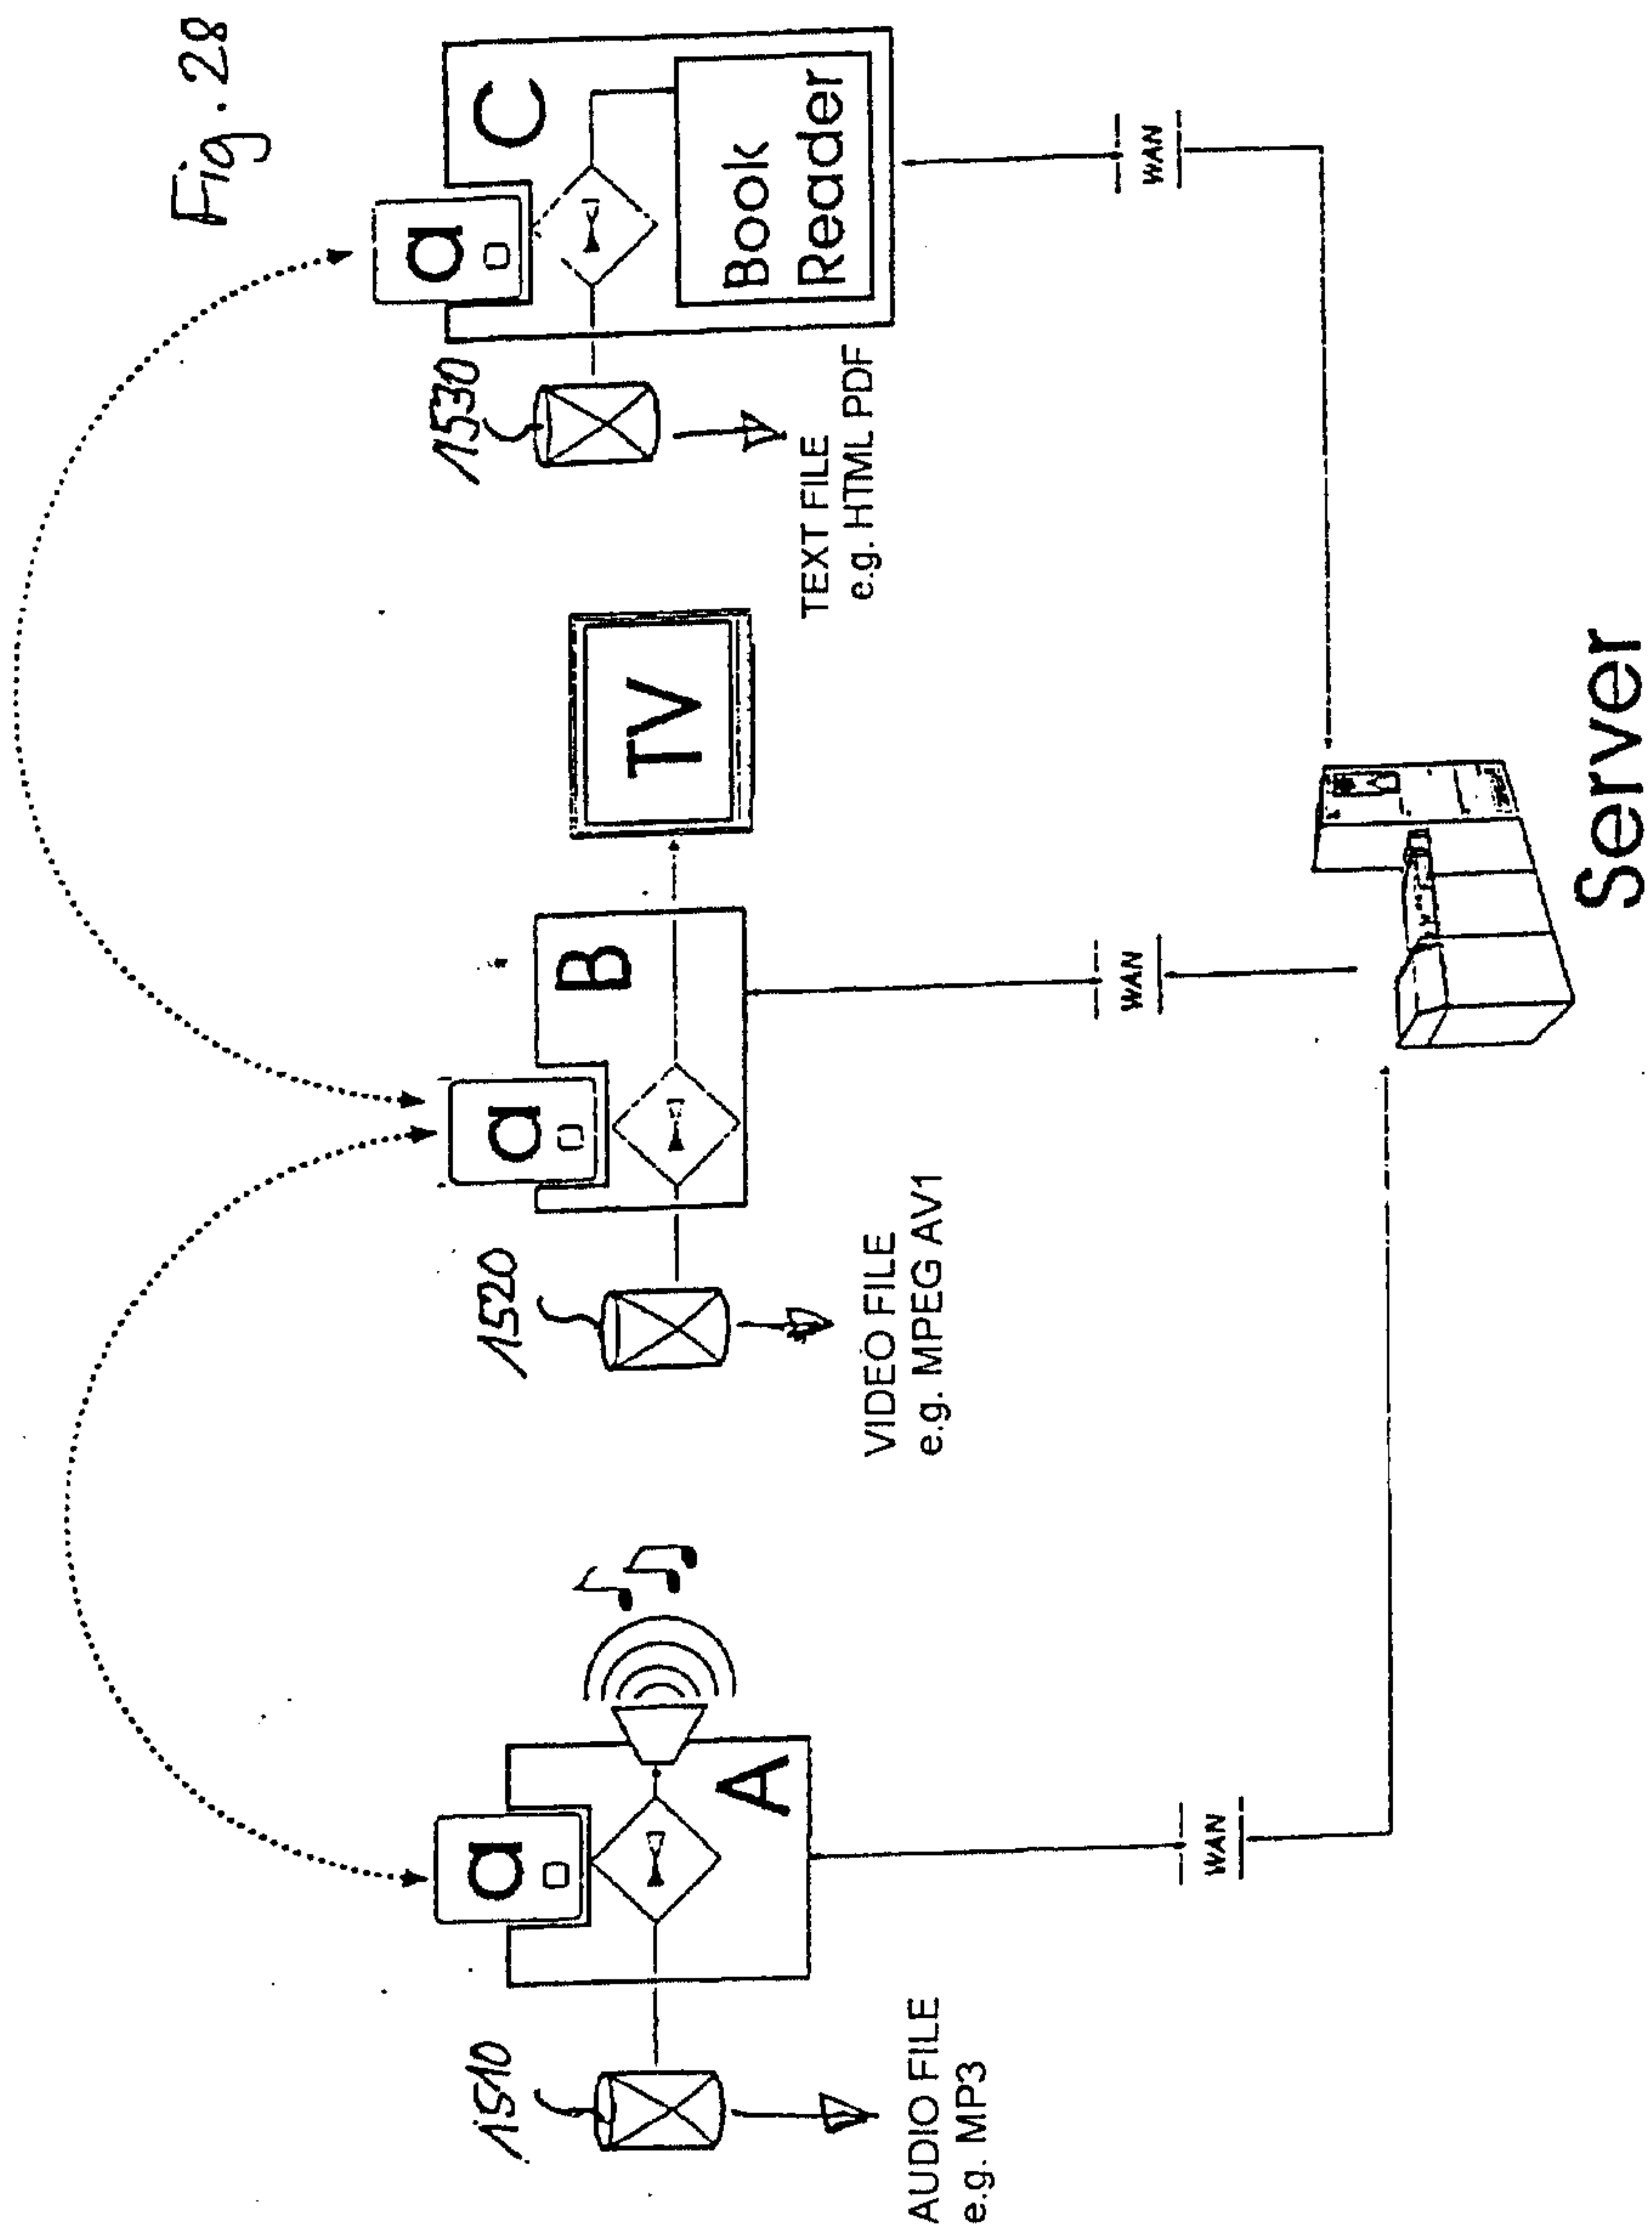 Fig. 28
a
a
a
1510
1520
1530
A
B
C
TV
Book
Reader
AUDIO FILE
e.g. MP3
VIDEO FILE
e.g. MPEG AV1
TEXT FILE
e.g. HTML PDF
WAN
WAN
WAN
Server